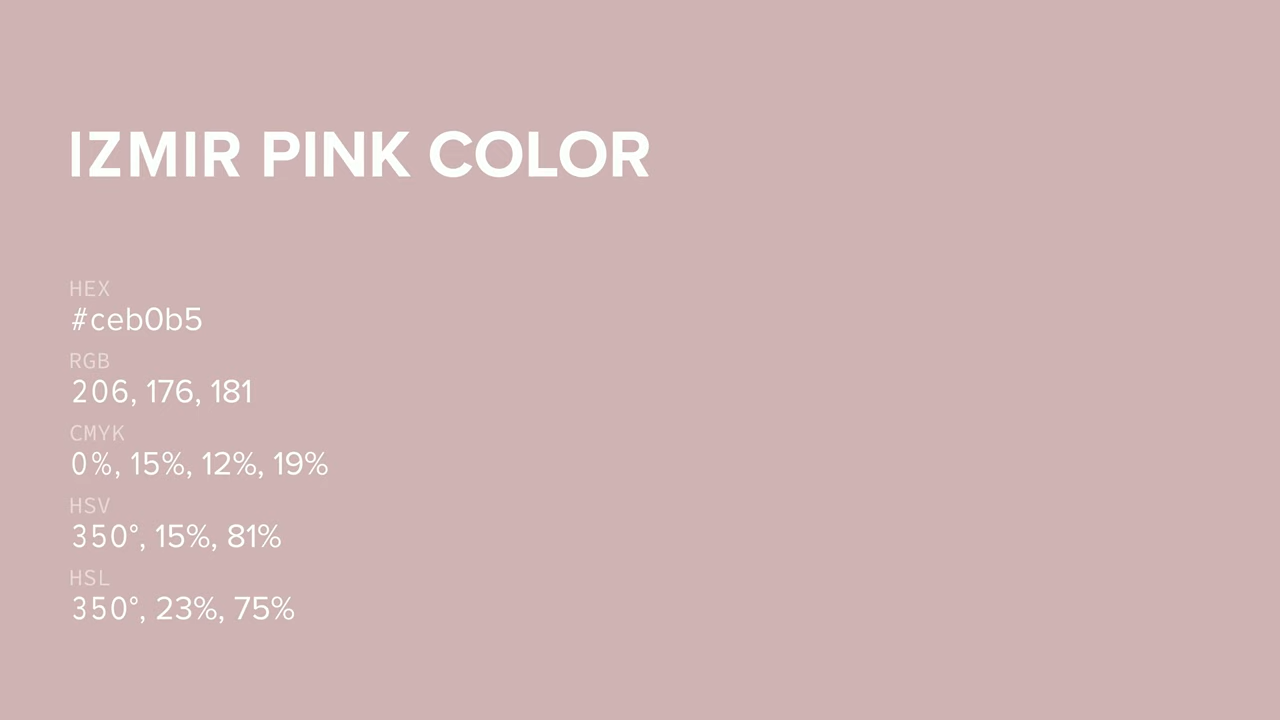 IZMIR PINK COLOR
HEX
#ceb0b5
RGB
206, 176, 181
CMYK
0%, 15%, 12%, 19%
HSV
350°, 15%, 81%
HSL
350°, 23%, 75%